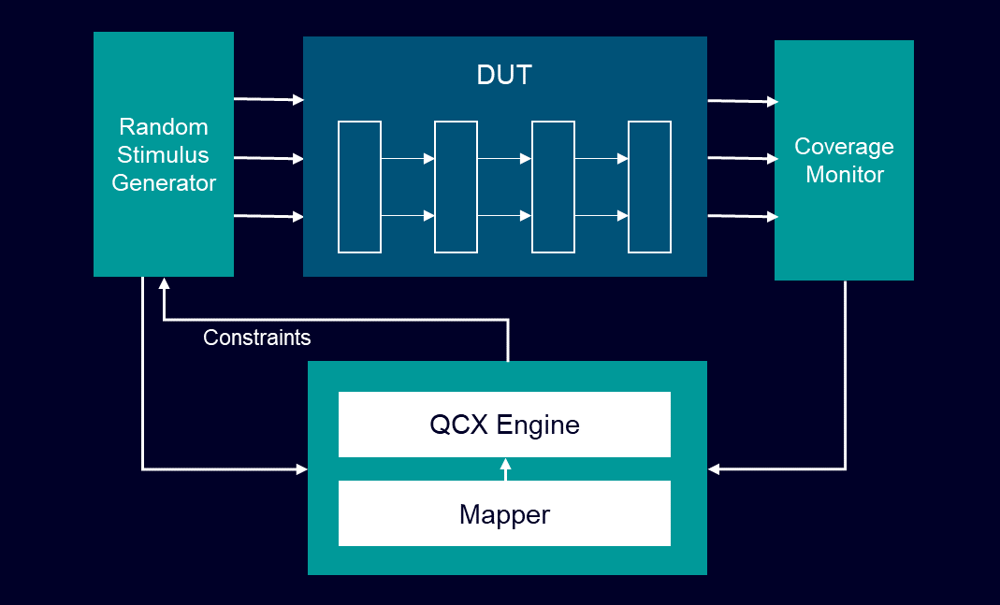 DUT
Random
Stimulus
Generator
Coverage
Monitor
Constraints
QCX Engine
Mapper